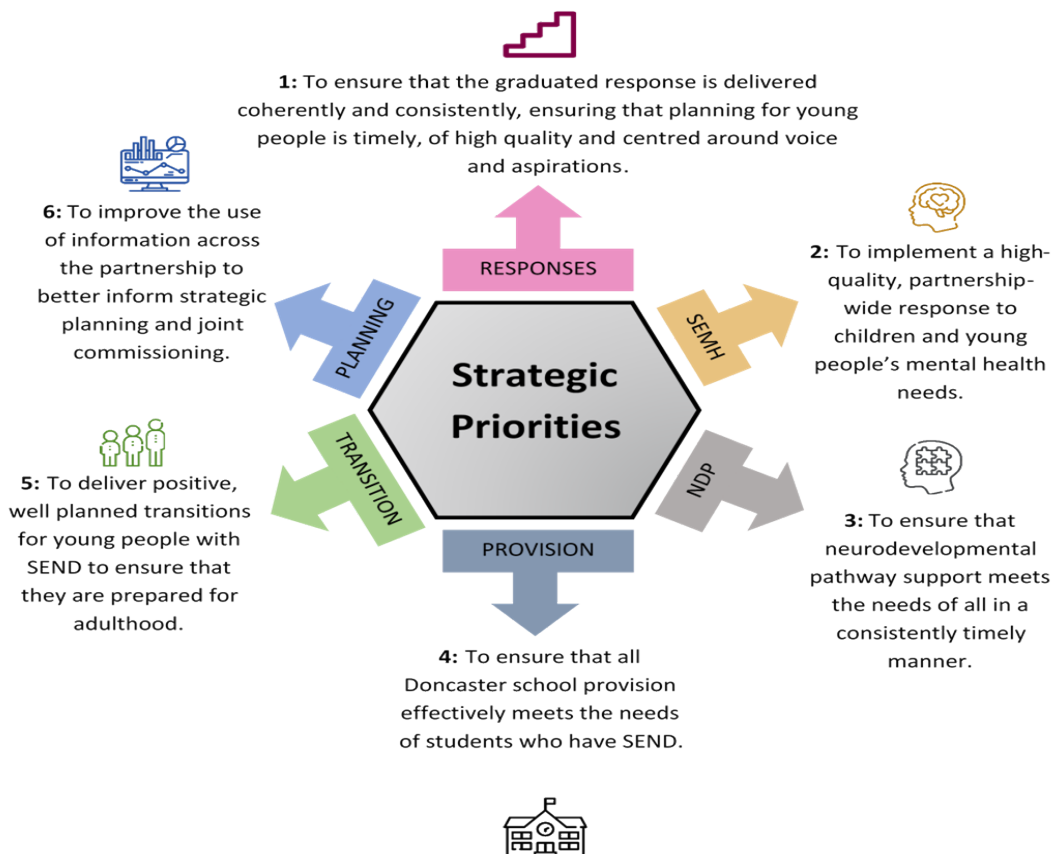 1: To ensure that the graduated response is delivered
coherently and consistently, ensuring that planning for young
people is timely, of high quality and centred around voice
and aspirations.
RESPONSES
2: To implement a high-
quality, partnership-
wide response to
children and young
people’s mental health
needs.
SEMH
3: To ensure that
neurodevelopmental
pathway support meets
the needs of all in a
consistently timely
manner.
NDP
4: To ensure that all
Doncaster school provision
effectively meets the needs
of students who have SEND.
PROVISION
5: To deliver positive,
well planned transitions
for young people with
SEND to ensure that
they are prepared for
adulthood.
TRANSITION
6: To improve the use
of information across
the partnership to
better inform strategic
planning and joint
commissioning.
PLANNING
Strategic
Priorities